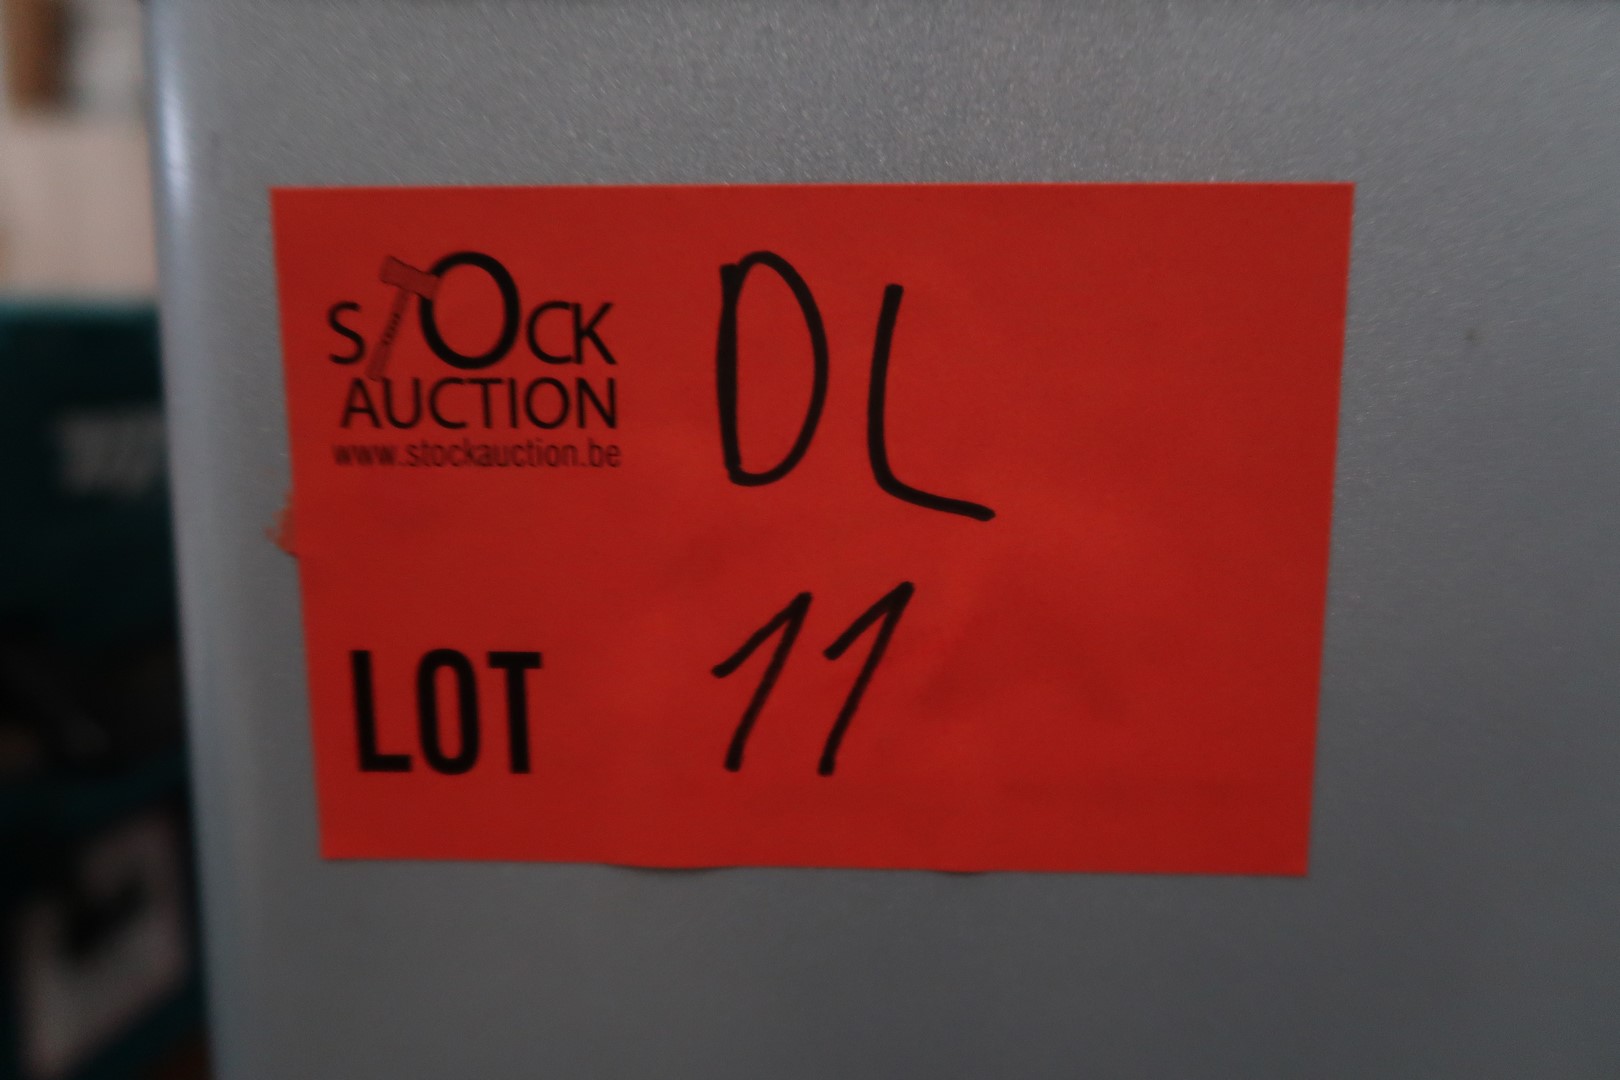 STOCK
AUCTION
www.stockauction.be
DL
LOT 11